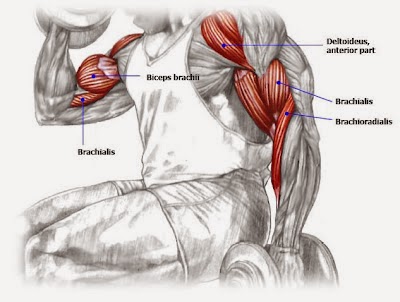 Deltoideus,
anterior part
Biceps brachii
Brachialis
Brachioradialis
Brachialis